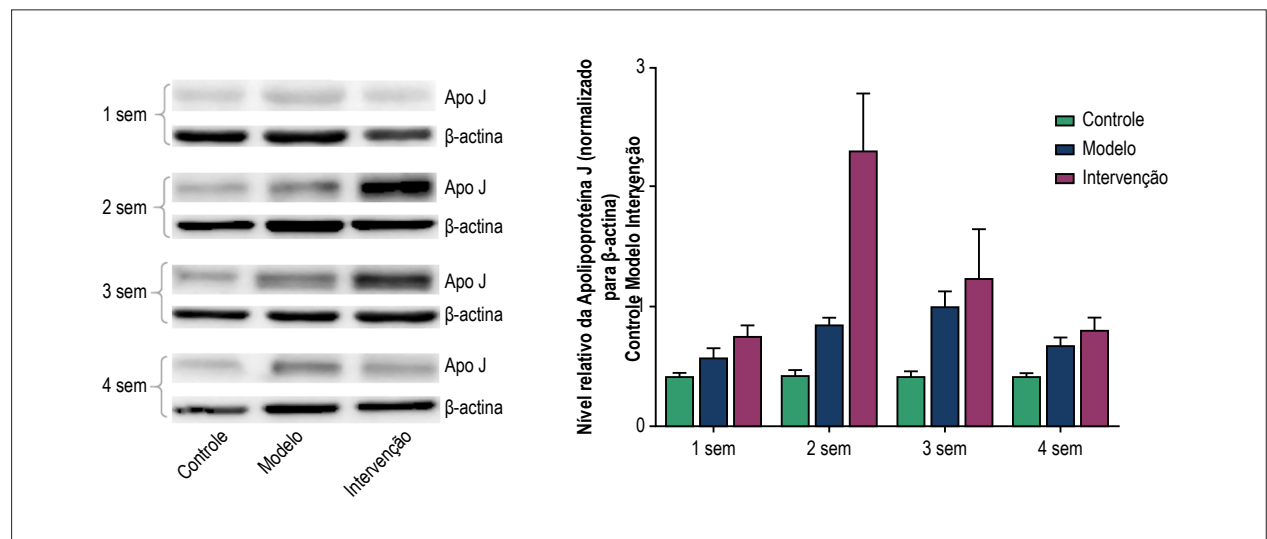 1 sem
Apo J
β-actina
2 sem
Apo J
β-actina
3 sem
Apo J
β-actina
4 sem
Apo J
β-actina
Controle
Modelo
Intervenção
Nível relativo da Apolipoproteína J (normalizado
para β-actina)
Controle Modelo Intervenção
3
2
1
0
1 sem
2 sem
3 sem
4 sem
Controle
Modelo
Intervenção